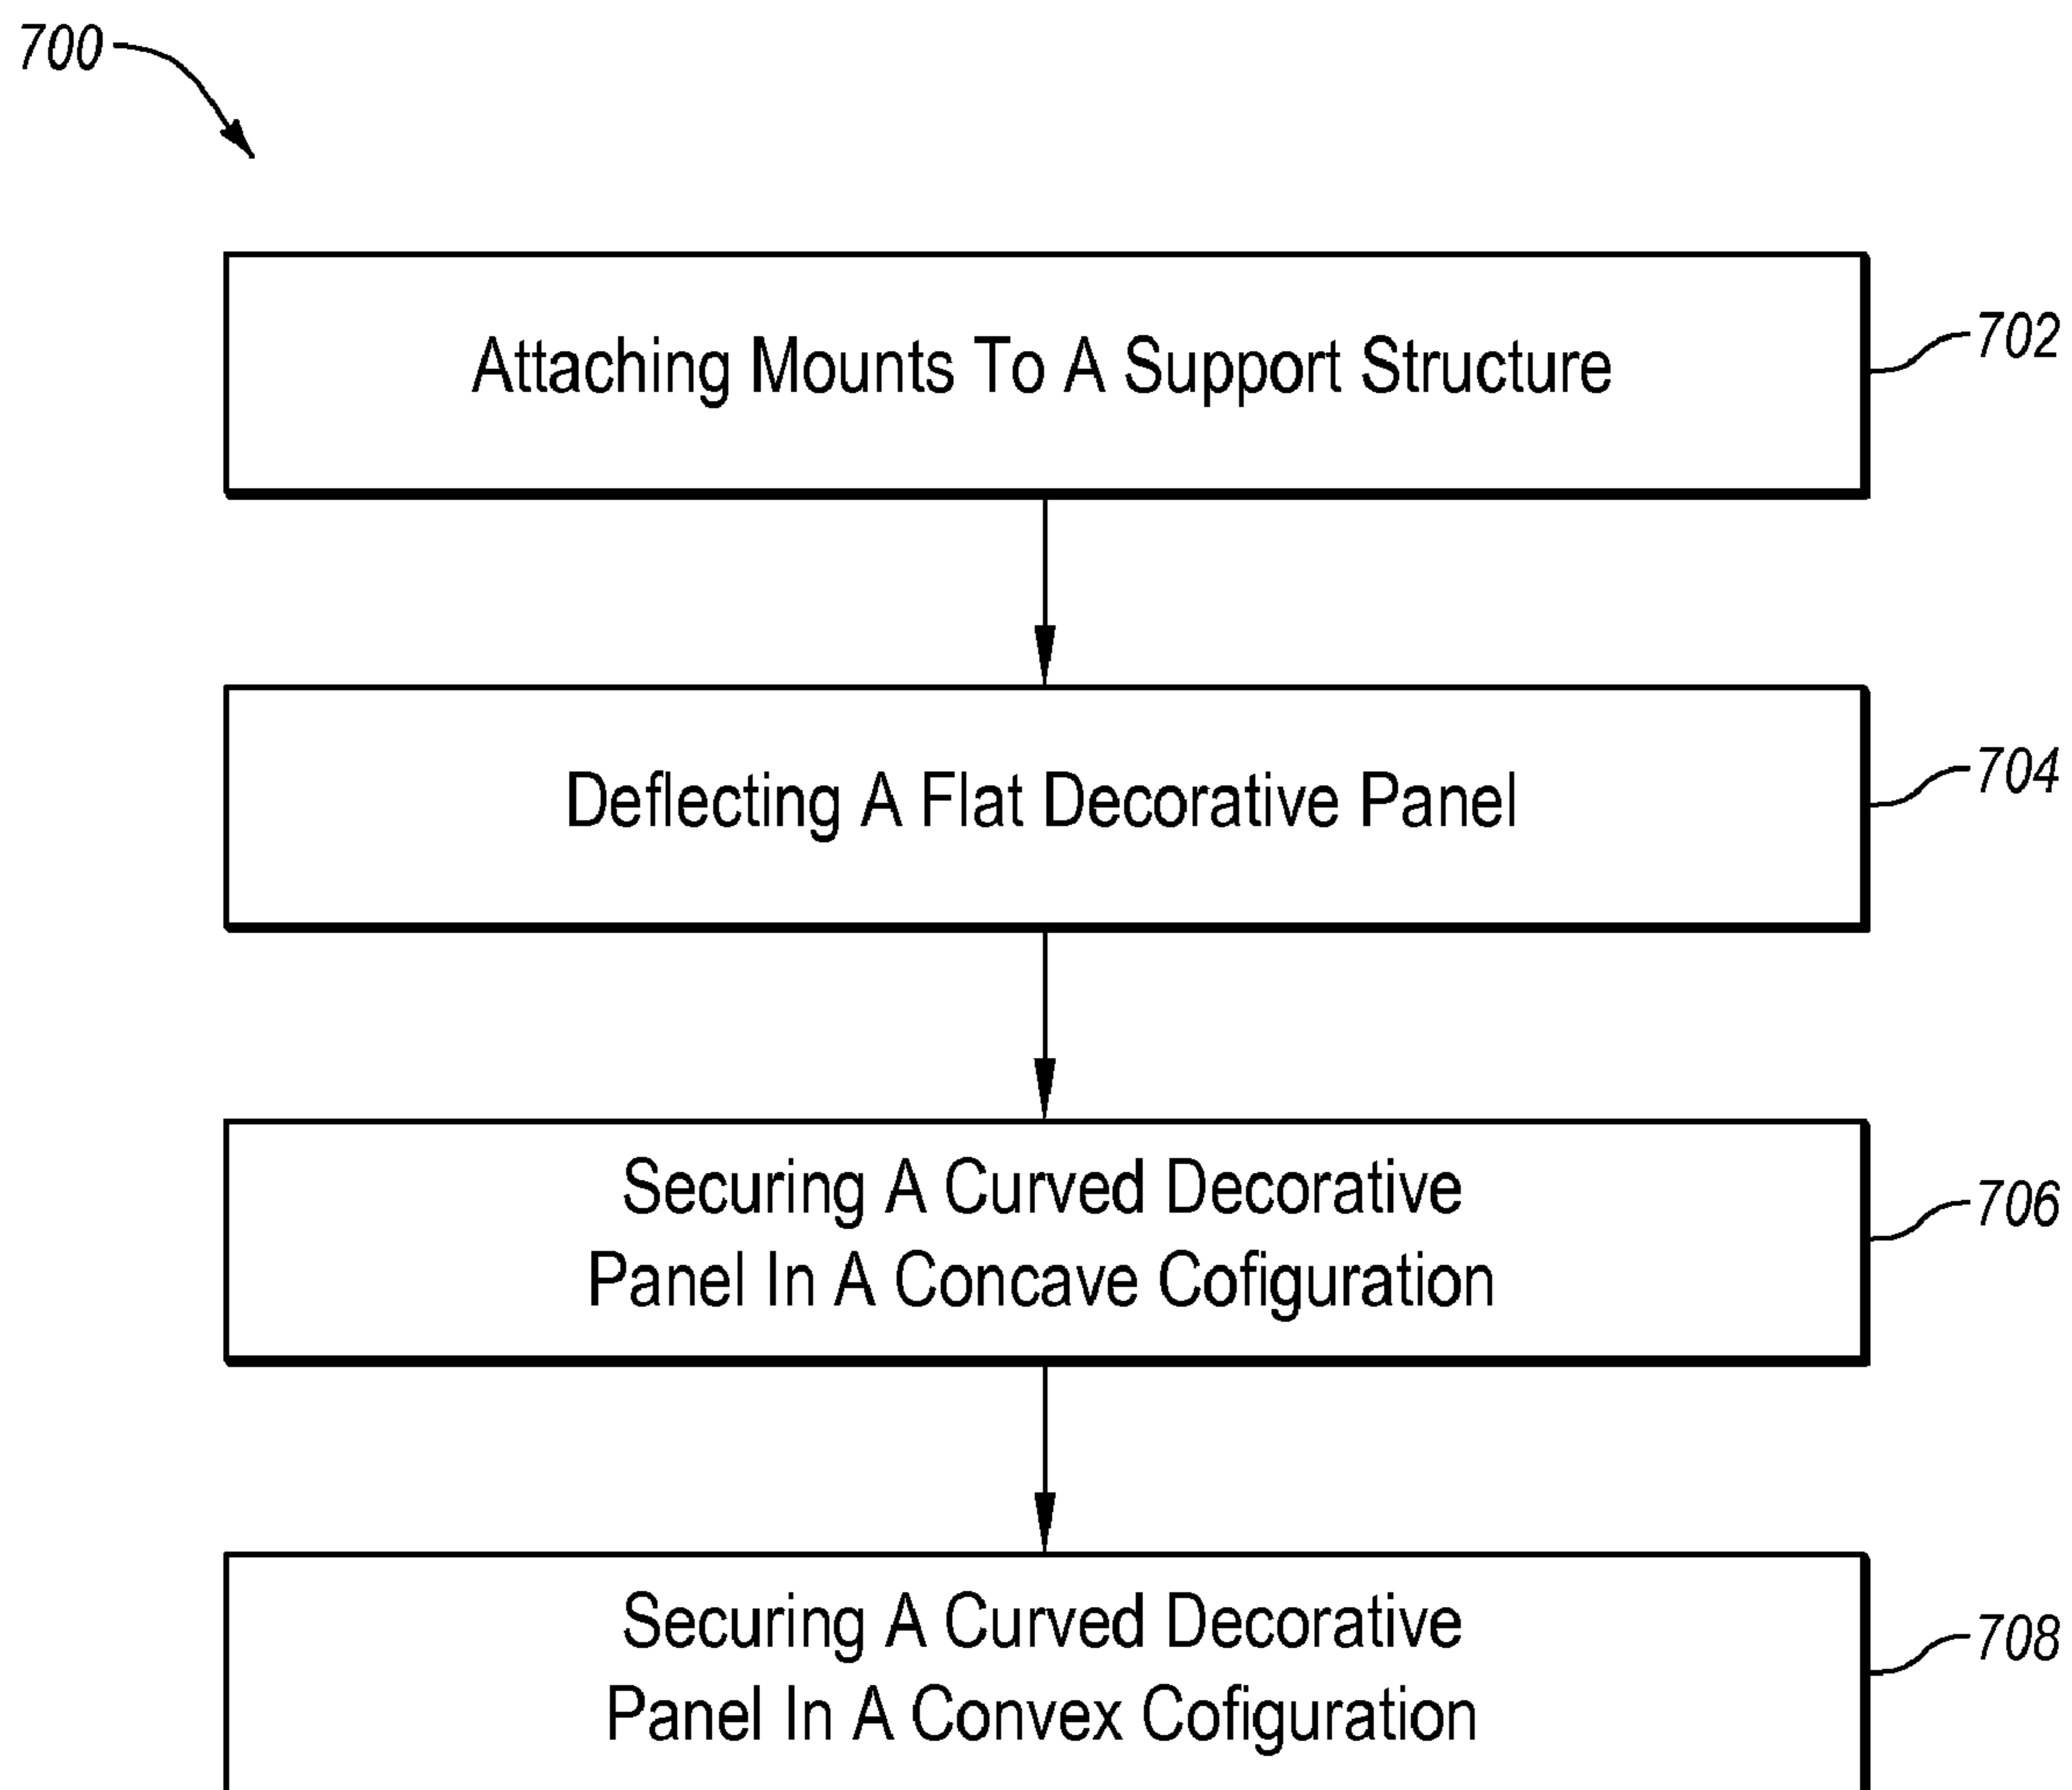 700
Attaching Mounts To A Support Structure
702
Deflecting A Flat Decorative Panel
704
Securing A Curved Decorative
Panel In A Concave Cofiguration
706
Securing A Curved Decorative
Panel In A Convex Cofiguration
708